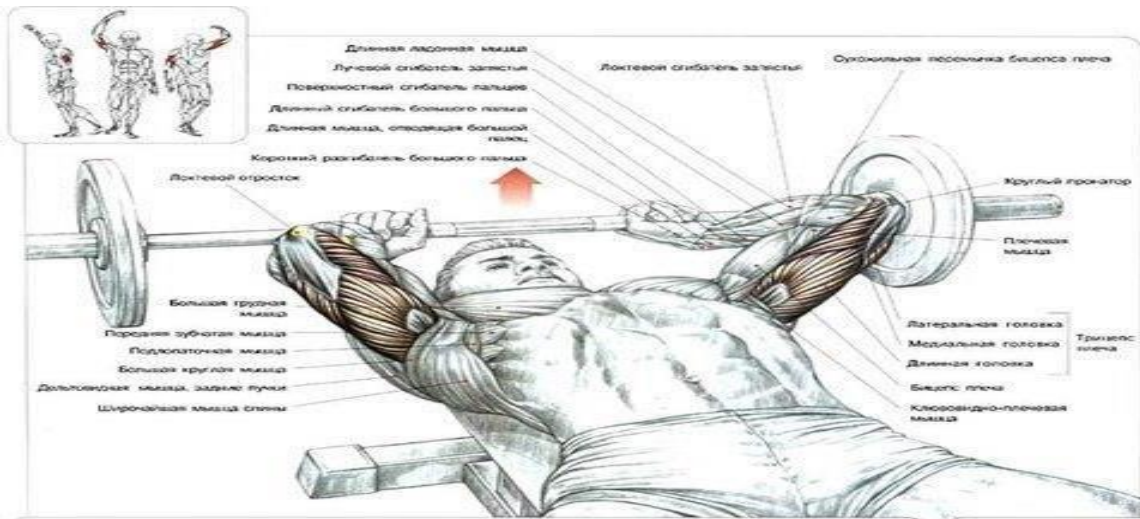 Длинная ладонная мышца
Лучевой сгибатель запястья
Поверхностный сгибатель пальцев
Длинный сгибатель большого пальца
Длинная мышца, отводящая большой
палец
Короткий разгибатель большого пальца
Локтевой отросток
Локтевой сгибатель запястья
Сухожильная перемычка бицепса плеча
Круглый пронатор
Плечевая
мышца
Большая грудная
мышца
Передняя зубчатая мышца
Подлопаточная мышца
Большая круглая мышца
Дельтовидная мышца, задние пучки
Широчайшая мышца спины
Латеральная головка
Медиальная головка
Длинная головка
Трицепс
плеча
Бицепс плеча
Клювовидно-плечевая
мышца